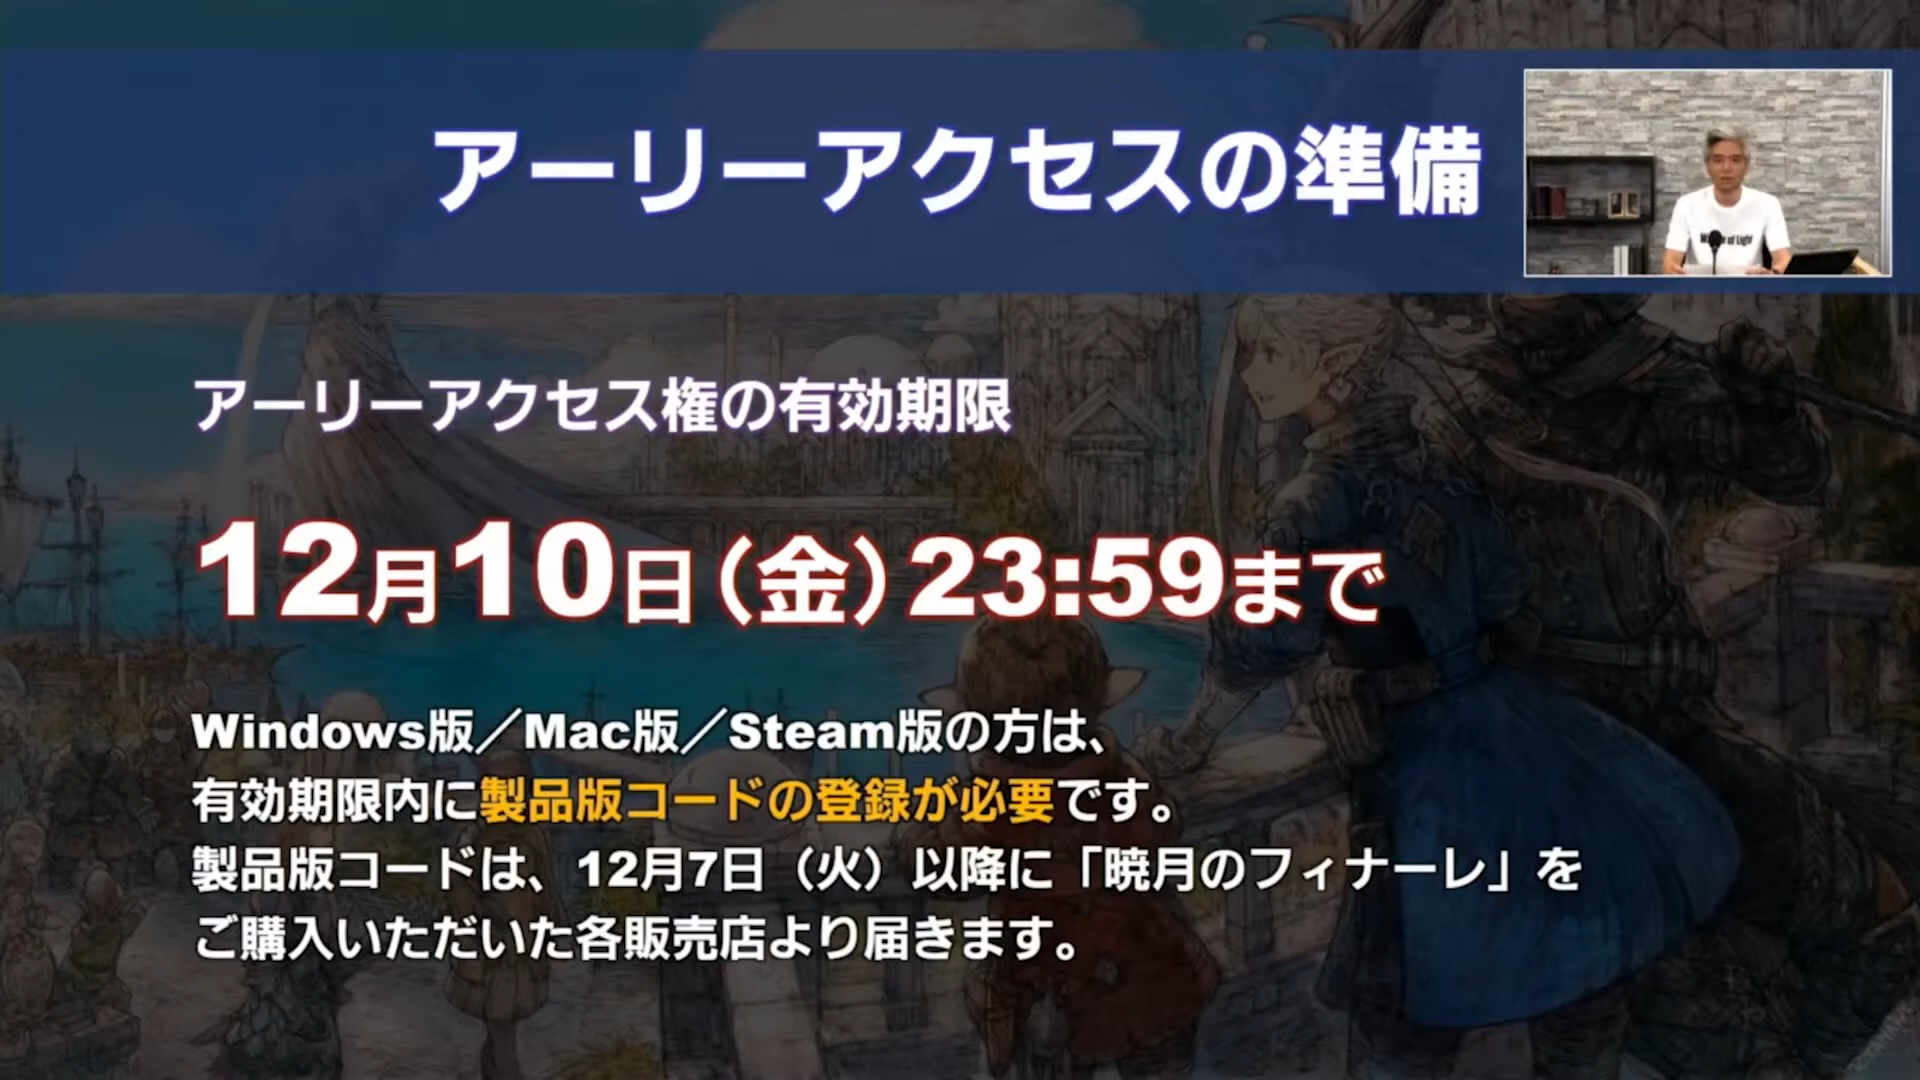 アーリーアクセスの準備
アーリーアクセス権の有効期限
12月10日(金)23:59まで
Windows版／Mac版／Steam版の方は、
有効期限内に製品版コードの登録が必要です。
製品版コードは、12月7日（火）以降に「暁月のフィナーレ」を
ご購入いただいた各販売店より届きます。
of Light